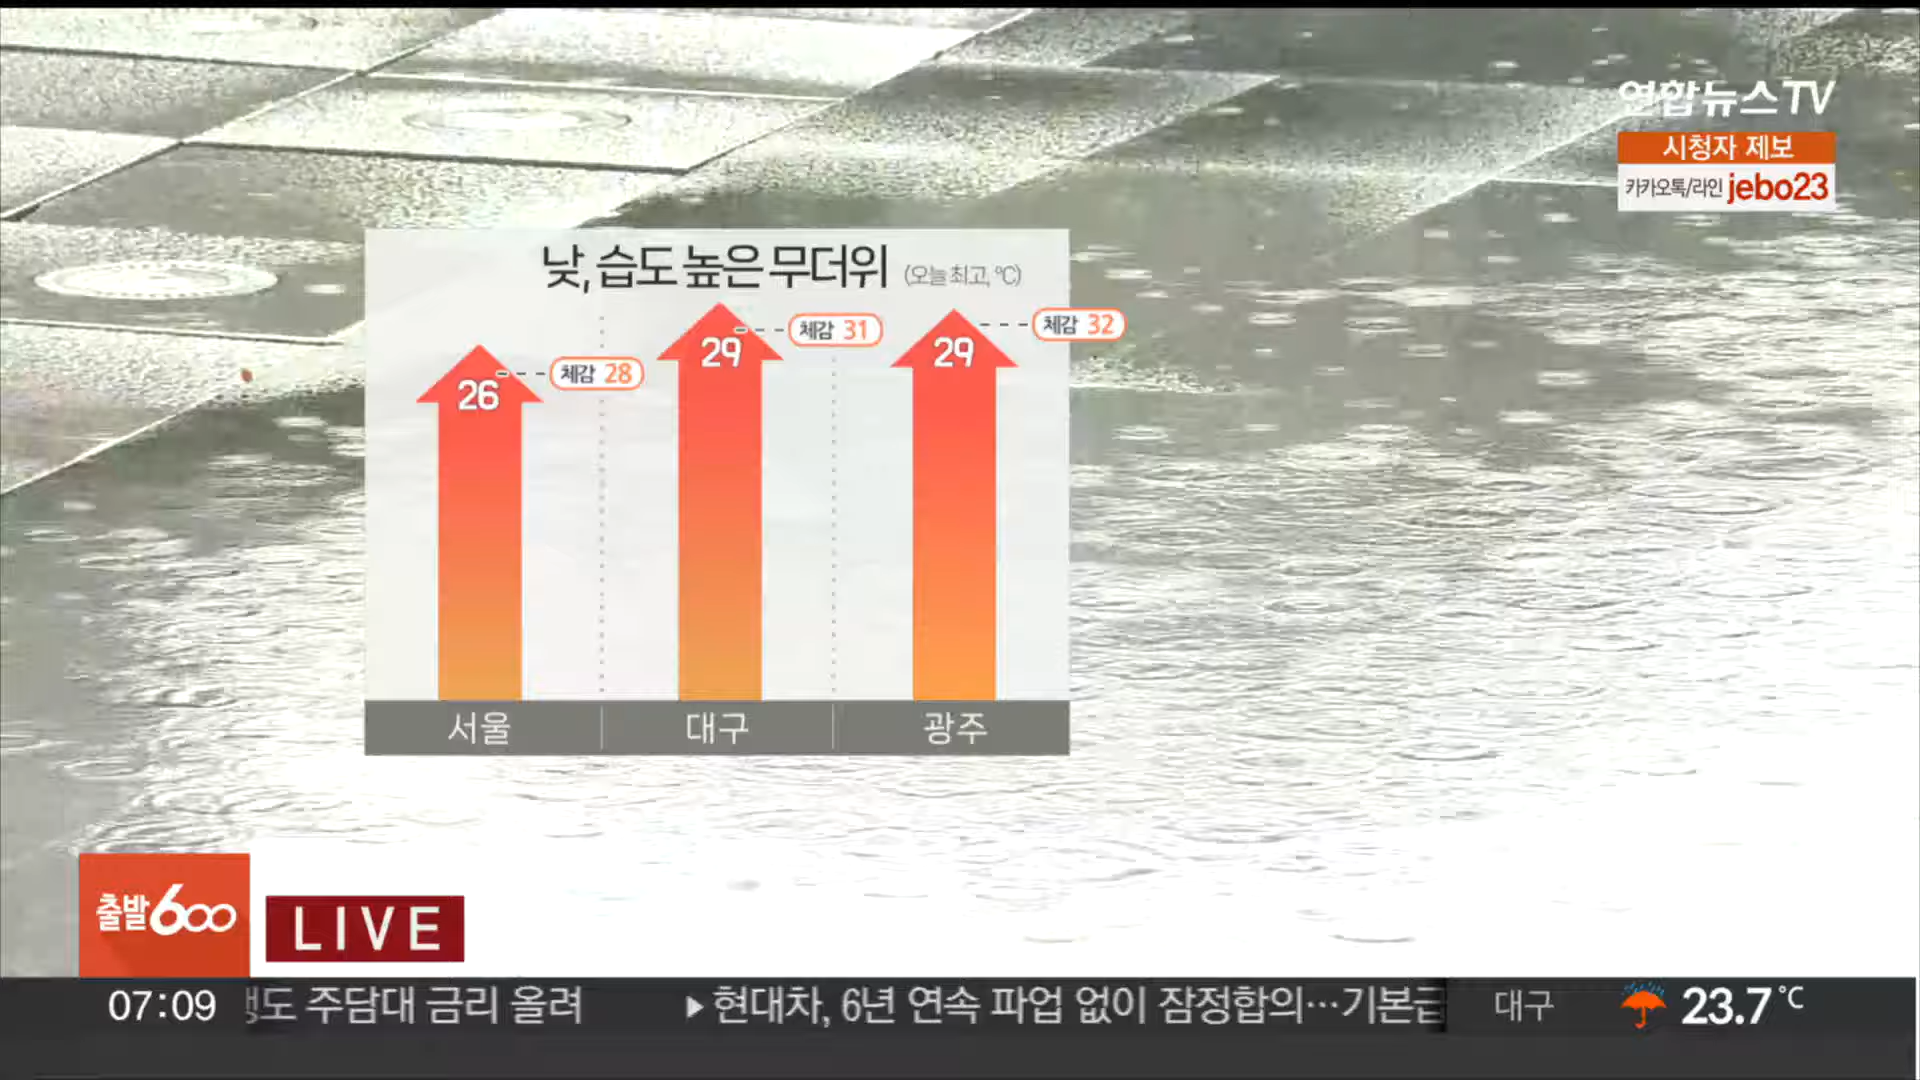 연합뉴스TV
시청자 제보
카카오톡/라인 jebo23
낮, 습도 높은 무더위 (오늘 최고, ℃)
26 체감 28
29 체감 31
29 체감 32
서울 대구 광주
출발600
LIVE
07:09 도 주담대 금리 올려 ▶현대차, 6년 연속 파업 없이 잠정합의…기본급 대구 23.7℃